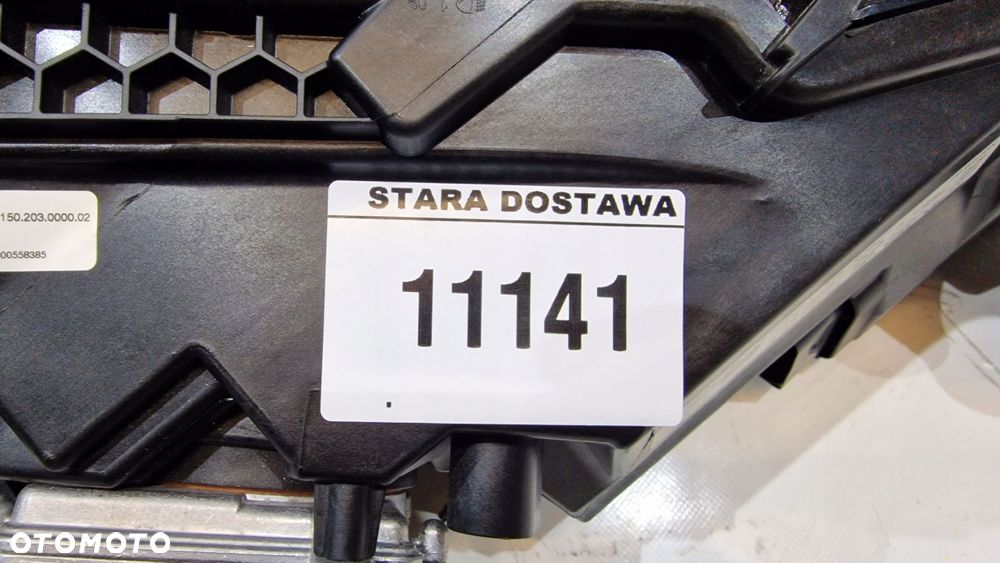 STARA DOSTAWA
150.203.0000.02
11141
00558385
OTOMOTO